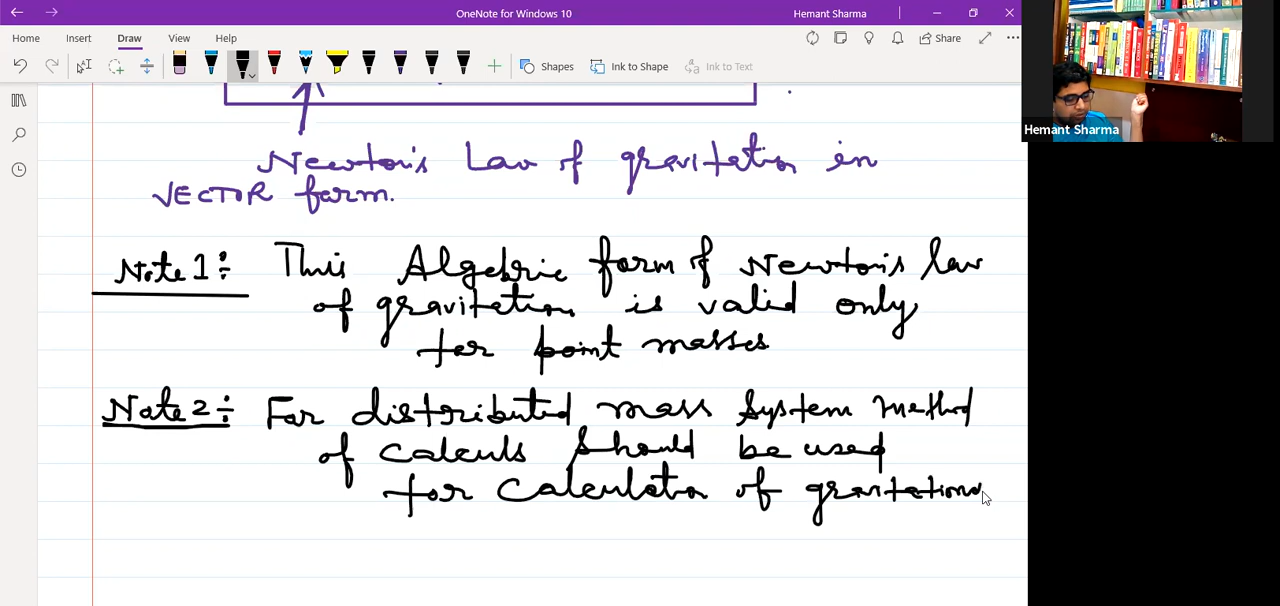 OneNote for Windows 10
Hemant Sharma
Home Insert Draw View Help
Share
Shapes Ink to Shape Ink to Text
Newton's Law of gravitation in
VECTOR form.
Note 1:- This Algebric form of Newton's law
of gravitation is valid only
for point masses
Note 2:- For distributed mass system method
of calculs should be used
for calculation of gravitationa
Hemant Sharma